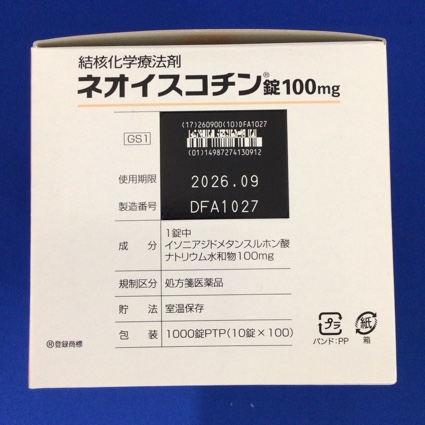 結核化学療法剤
ネオイスコチン®錠100mg
(17)260900(10)DFA1027
GS1
(01)14987274130912
使用期限 2026.09
製造番号 DFA1027
成分 1錠中
イソニアジドメタンスルホン酸
ナトリウム水和物100mg
規制区分 処方箋医薬品
貯法 室温保存
包装 1000錠PTP(10錠×100)
®登録商標
プラ 紙
バンド:PP 箱